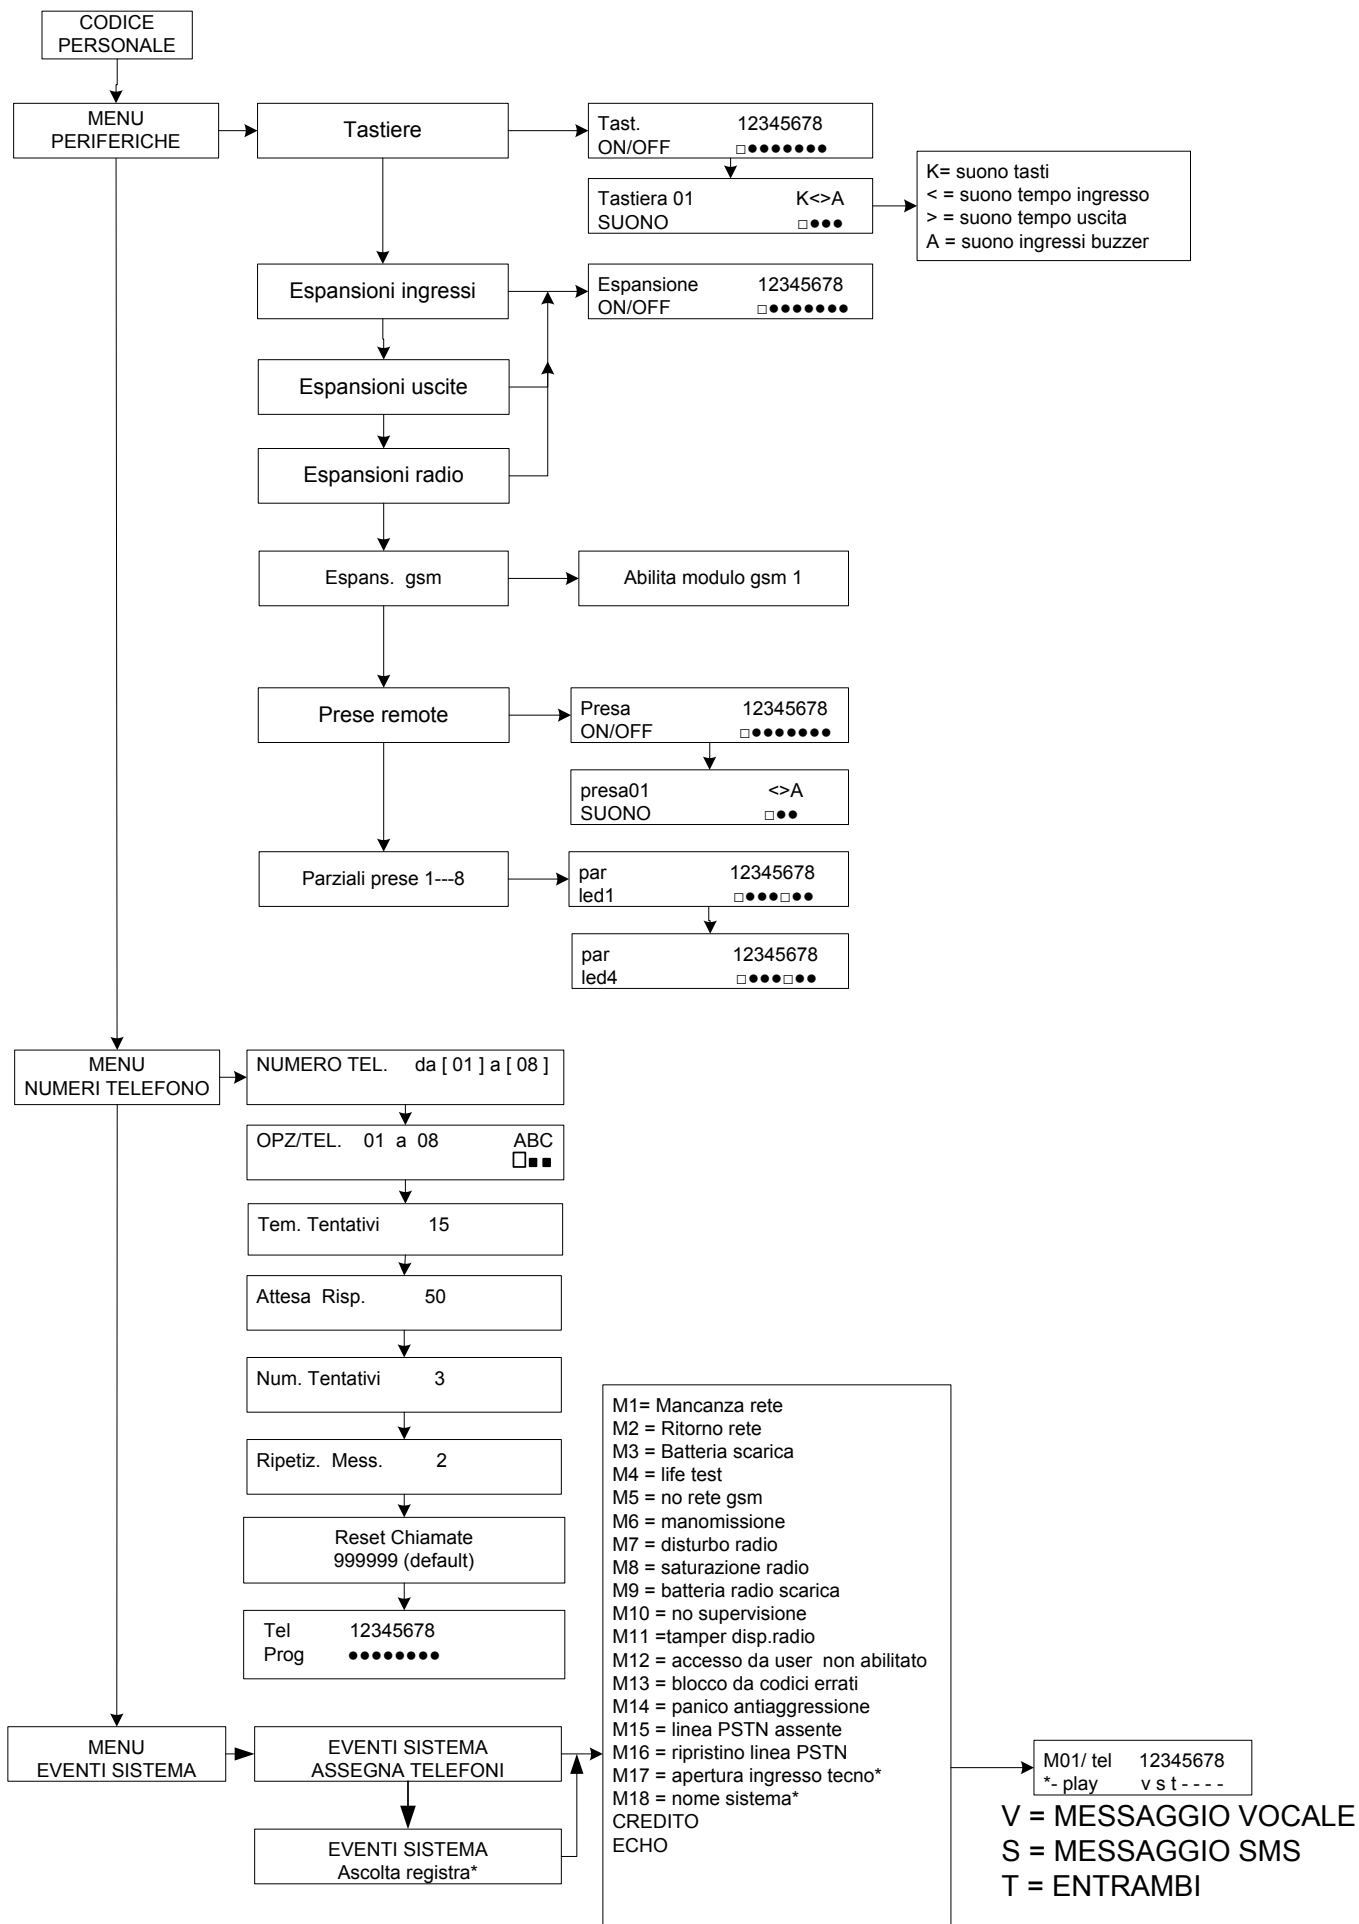 CODICE
PERSONALE
MENU
PERIFERICHE
Tastiere
Tast. 12345678
ON/OFF □●●●●●●●
Tastiera 01 K<>A
SUONO □●●●
K= suono tasti
< = suono tempo ingresso
> = suono tempo uscita
A = suono ingressi buzzer
Espansioni ingressi
Espansione 12345678
ON/OFF □●●●●●●●
Espansioni uscite
Espansioni radio
Espans. gsm
Abilita modulo gsm 1
Prese remote
Presa 12345678
ON/OFF □●●●●●●●
presa01 <>A
SUONO □●●
Parziali prese 1---8
par 12345678
led1 □●●●□●●
par 12345678
led4 □●●●□●●
MENU
NUMERI TELEFONO
NUMERO TEL. da [ 01 ] a [ 08 ]
OPZ/TEL. 01 a 08 ABC
□■■
Tem. Tentativi 15
Attesa Risp. 50
Num. Tentativi 3
Ripetiz. Mess. 2
Reset Chiamate
999999 (default)
Tel 12345678
Prog ●●●●●●●●
MENU
EVENTI SISTEMA
EVENTI SISTEMA
ASSEGNA TELEFONI
EVENTI SISTEMA
Ascolta registra*
M1= Mancanza rete
M2 = Ritorno rete
M3 = Batteria scarica
M4 = life test
M5 = no rete gsm
M6 = manomissione
M7 = disturbo radio
M8 = saturazione radio
M9 = batteria radio scarica
M10 = no supervisione
M11 =tamper disp.radio
M12 = accesso da user non abilitato
M13 = blocco da codici errati
M14 = panico antiaggressione
M15 = linea PSTN assente
M16 = ripristino linea PSTN
M17 = apertura ingresso tecno*
M18 = nome sistema*
CREDITO
ECHO
M01/ tel 12345678
*- play v s t - - - -
V = MESSAGGIO VOCALE
S = MESSAGGIO SMS
T = ENTRAMBI